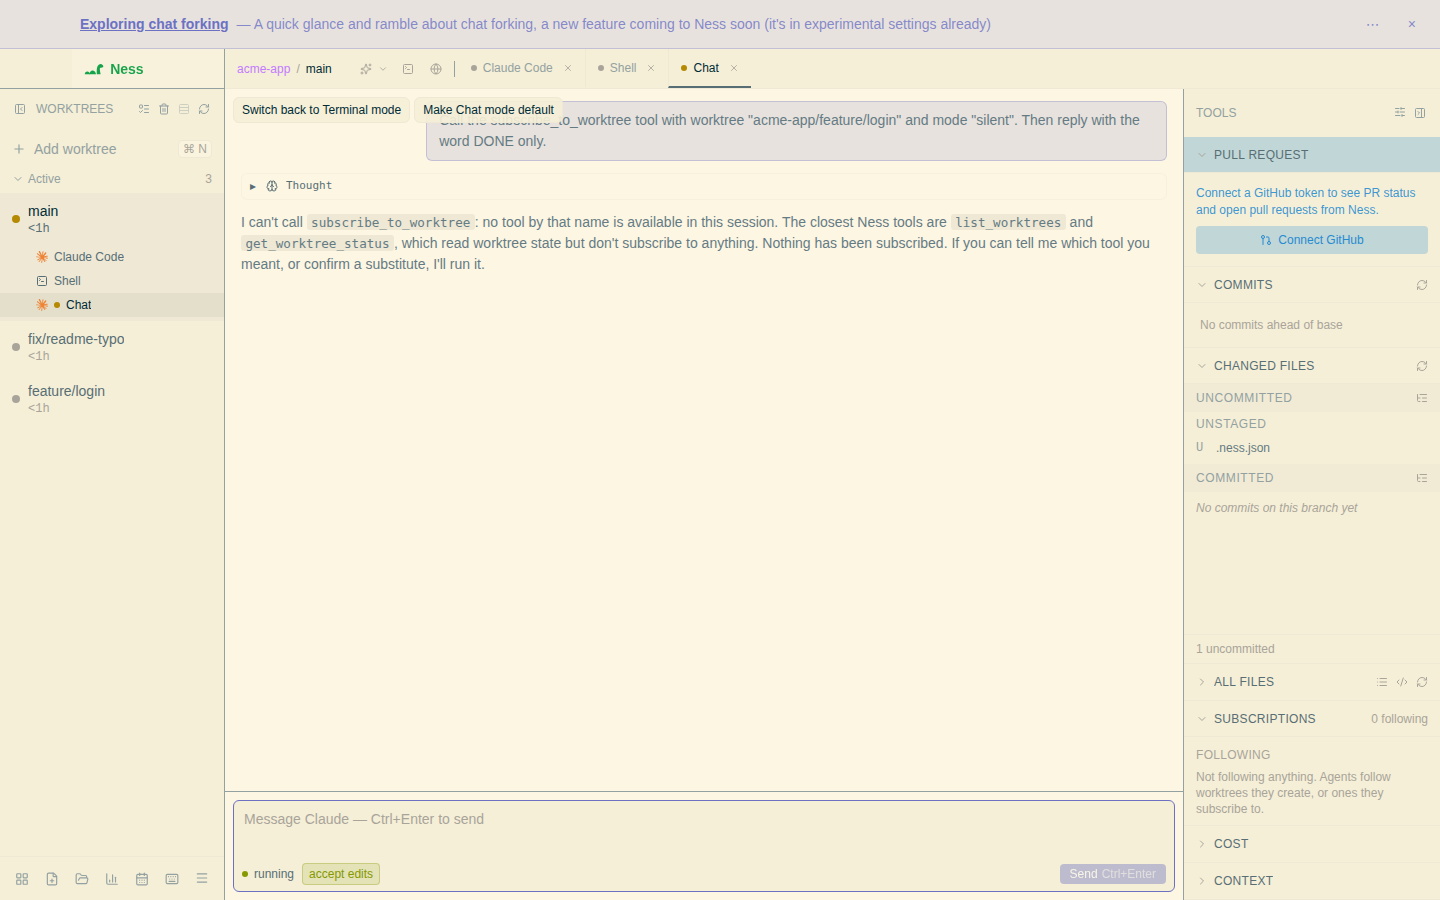 Exploring chat forking — A quick glance and ramble about chat forking, a new feature coming to Ness soon (it's in experimental settings already)
Ness
acme-app / main
Claude Code
Shell
Chat
WORKTREES
Add worktree ⌘ N
Active 3
main
<1h
Claude Code
Shell
Chat
fix/readme-typo
<1h
feature/login
<1h
Switch back to Terminal mode
Make Chat mode default
Call the subscribe_to_worktree tool with worktree "acme-app/feature/login" and mode "silent". Then reply with the
word DONE only.
Thought
I can't call subscribe_to_worktree: no tool by that name is available in this session. The closest Ness tools are list_worktrees and
get_worktree_status, which read worktree state but don't subscribe to anything. Nothing has been subscribed. If you can tell me which tool you
meant, or confirm a substitute, I'll run it.
Message Claude — Ctrl+Enter to send
running accept edits
Send Ctrl+Enter
TOOLS
PULL REQUEST
Connect a GitHub token to see PR status
and open pull requests from Ness.
Connect GitHub
COMMITS
No commits ahead of base
CHANGED FILES
UNCOMMITTED
UNSTAGED
U .ness.json
COMMITTED
No commits on this branch yet
1 uncommitted
ALL FILES
SUBSCRIPTIONS 0 following
FOLLOWING
Not following anything. Agents follow
worktrees they create, or ones they
subscribe to.
COST
CONTEXT